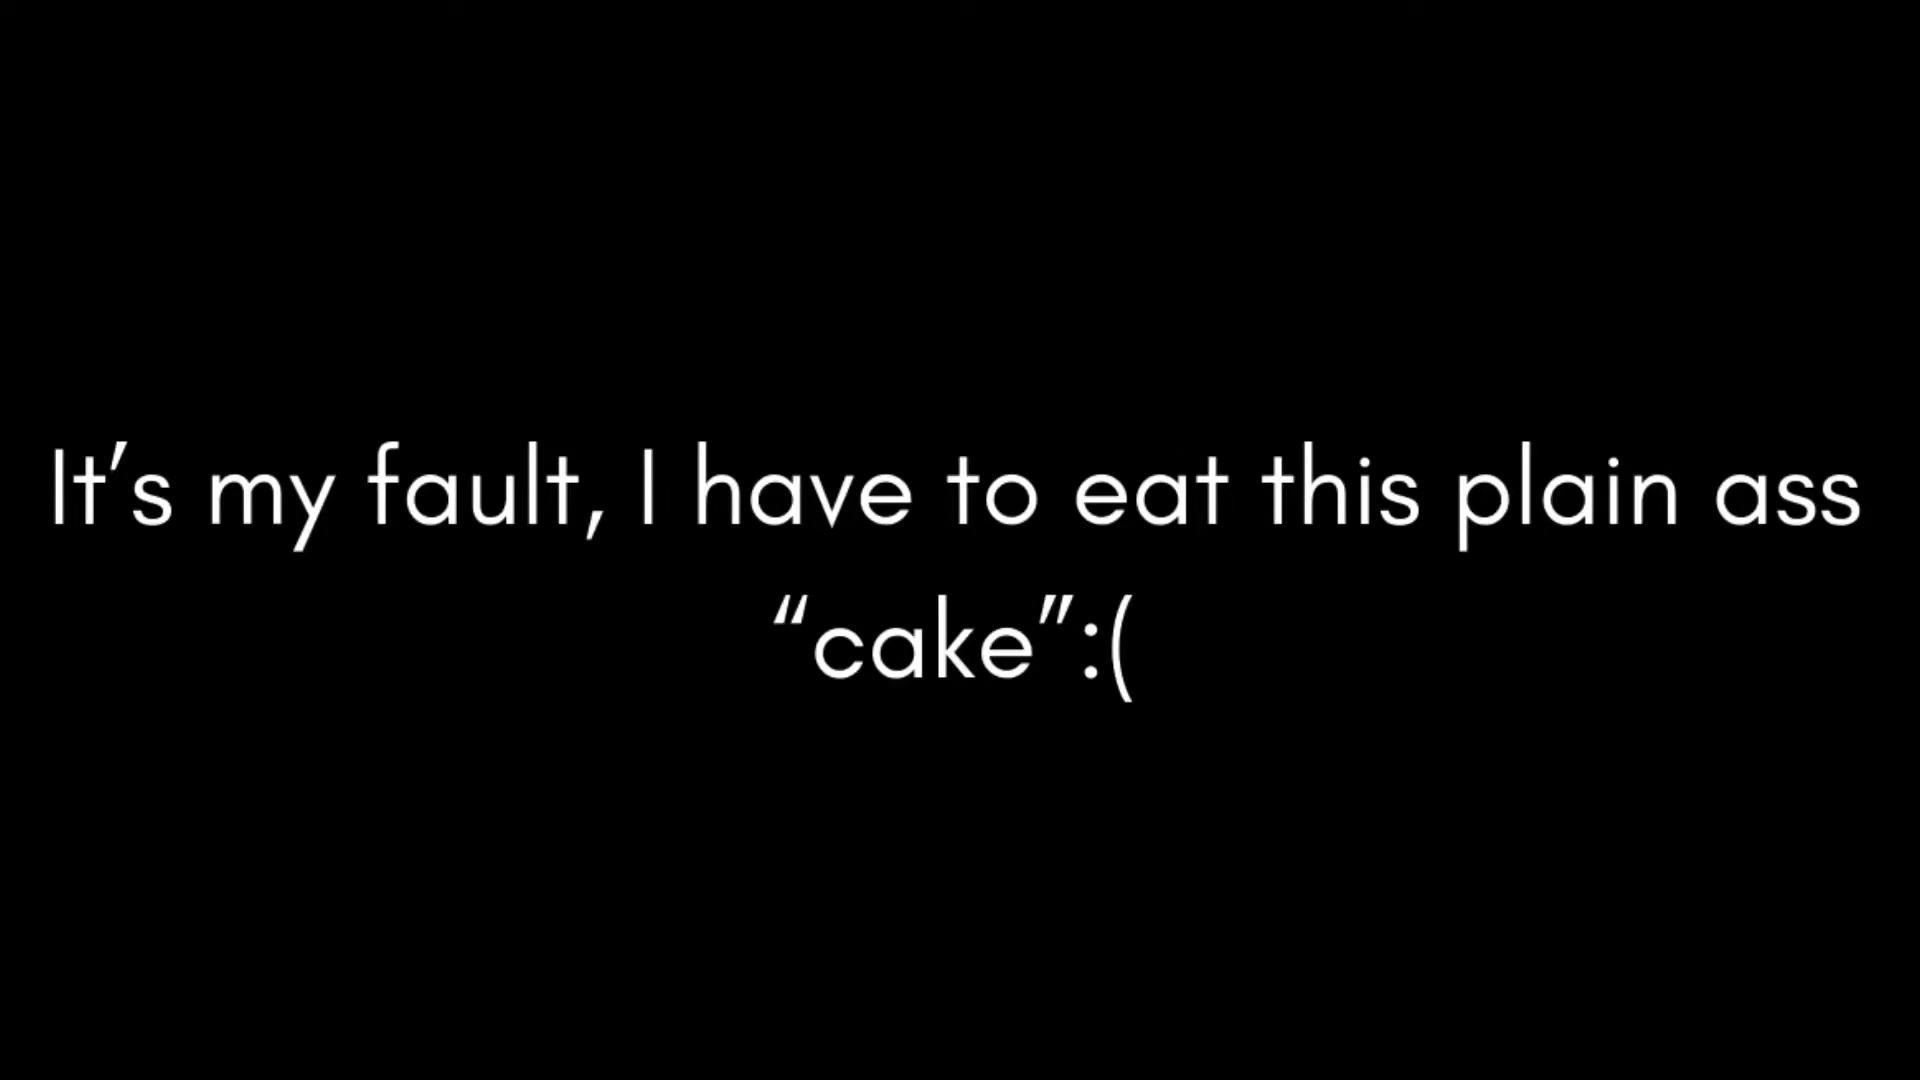 It's my fault, I have to eat this plain ass
“cake”:(